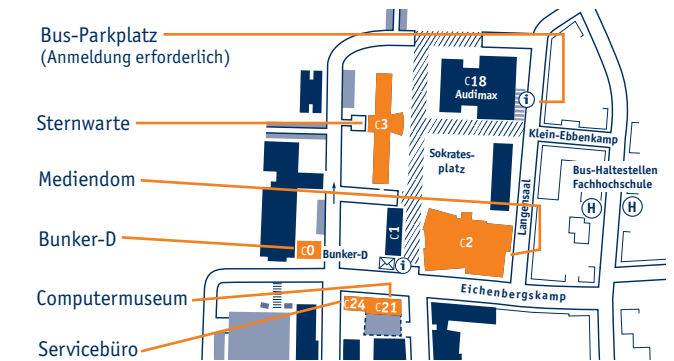 Bus-Parkplatz
(Anmeldung erforderlich)
C18
Audimax
i
Sternwarte
C3
Klein-Ebbenkamp
Sokrates-
platz
Bus-Haltestellen
Fachhochschule
Mediendom
H
H
Langensaal
C1
C2
Bunker-D
C0
Bunker-D
i
Computermuseum
Eichenbergskamp
C24
C21
Servicebüro